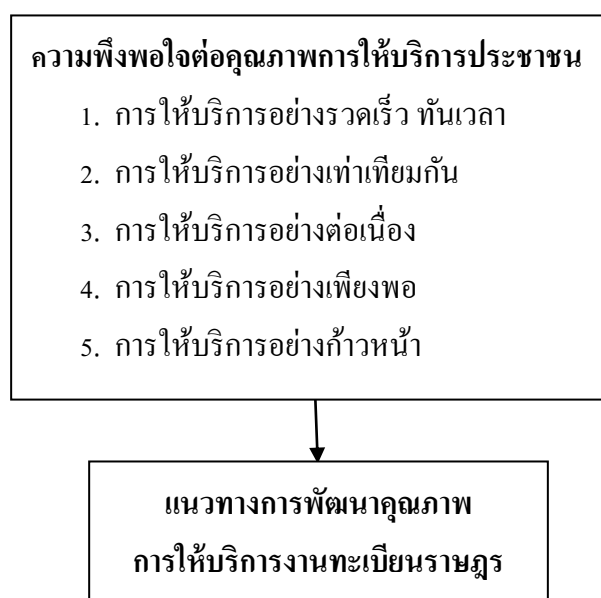 ความพึงพอใจต่อคุณภาพการให้บริการประชาชน
1. การให้บริการอย่างรวดเร็ว ทันเวลา
2. การให้บริการอย่างเท่าเทียมกัน
3. การให้บริการอย่างต่อเนื่อง
4. การให้บริการอย่างเพียงพอ
5. การให้บริการอย่างก้าวหน้า
แนวทางการพัฒนาคุณภาพ
การให้บริการงานทะเบียนราษฎร